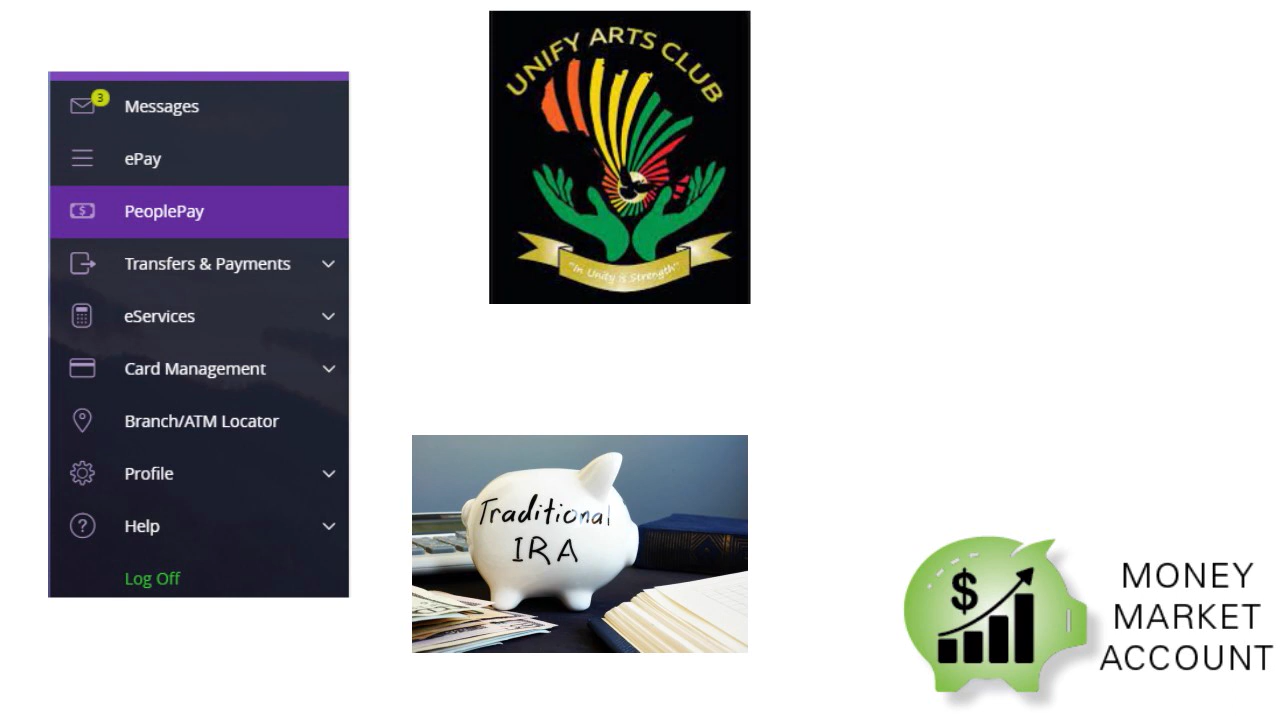 3
Messages
ePay
$
PeoplePay
Transfers & Payments
eServices
Card Management
Branch/ATM Locator
Profile
? Help
Log Off
UNIFY ARTS CLUB
"In Unity is Strength"
Traditional
IRA
$
MONEY
MARKET
ACCOUNT